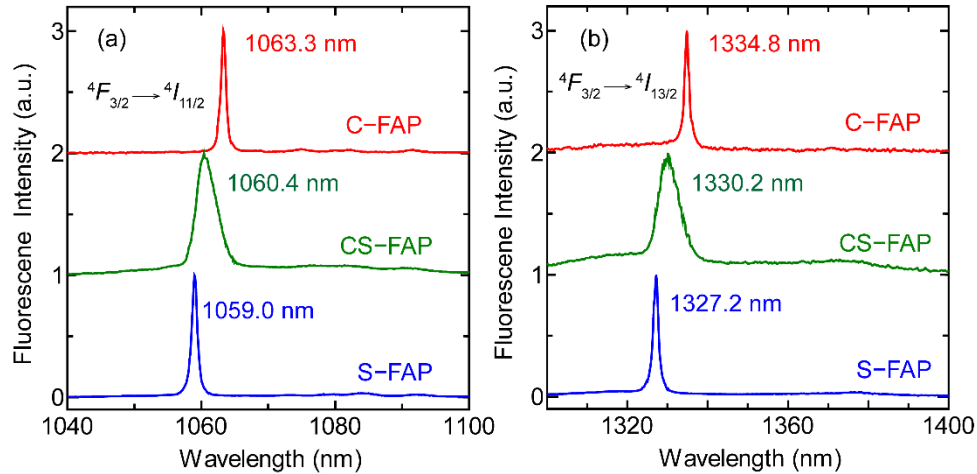 (a)
1063.3 nm
⁴F₃/₂ → ⁴I₁₁/₂
C−FAP
1060.4 nm
CS−FAP
1059.0 nm
S−FAP
Fluorescene Intensity (a.u.)
3
2
1
0
1040 1060 1080 1100
Wavelength (nm)
(b)
1334.8 nm
⁴F₃/₂ → ⁴I₁₃/₂
C−FAP
1330.2 nm
CS−FAP
1327.2 nm
S−FAP
Fluorescene Intensity (a.u.)
3
2
1
0
1320 1360 1400
Wavelength (nm)